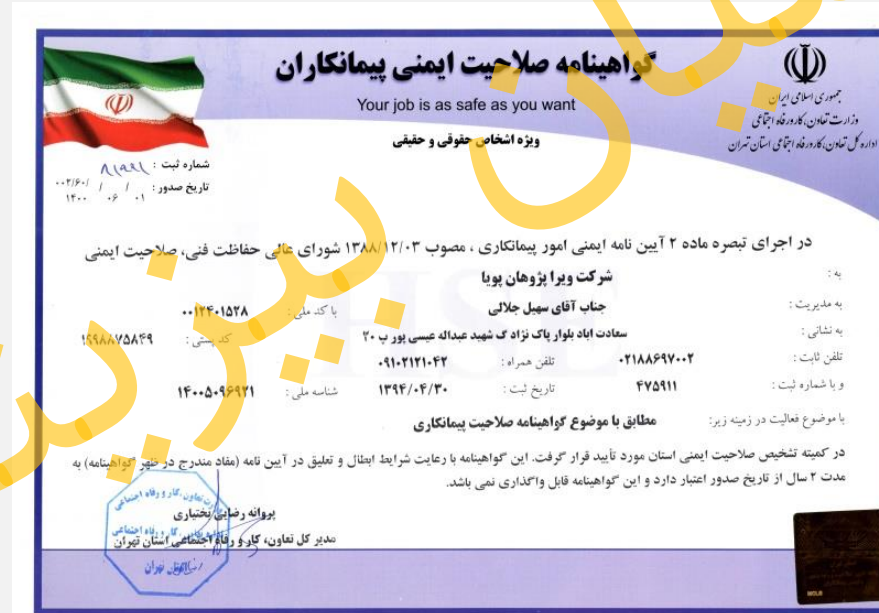 گواهینامه صلاحیت ایمنی پیمانکاران
Your job is as safe as you want
ویژه اشخاص حقوقی و حقیقی
جمهوری اسلامی ایران
وزارت تعاون، کار و رفاه اجتماعی
اداره کل تعاون، کار و رفاه اجتماعی استان تهران
شماره ثبت :
تاریخ صدور : ۰۱ / ۰۶ / ۱۴۰۰
در اجرای تبصره ماده ۲ آیین نامه ایمنی امور پیمانکاری ، مصوب ۱۳۸۸/۱۲/۰۳ شورای عالی حفاظت فنی، صلاحیت ایمنی
به : شرکت ویرا پژوهان پویا
به مدیریت : جناب آقای سهیل جلالی با کد ملی : ۰۰۱۲۴۰۱۵۲۸
به نشانی : سعادت اباد بلوار پاک نژاد ک شهید عبداله عیسی پور پ ۲۰ کد پستی : ۱۹۹۸۸۷۵۸۴۹
تلفن ثابت : ۰۲۱۸۸۶۹۷۰۰۲ تلفن همراه : ۰۹۱۰۲۱۲۱۰۴۲
و با شماره ثبت : ۴۷۵۹۱۱ تاریخ ثبت : ۱۳۹۴/۰۴/۳۰ شناسه ملی : ۱۴۰۰۵۰۹۶۹۲۱
با موضوع فعالیت در زمینه زیر: مطابق با موضوع گواهینامه صلاحیت پیمانکاری
در کمیته تشخیص صلاحیت ایمنی استان مورد تأیید قرار گرفت. این گواهینامه با رعایت شرایط ابطال و تعلیق در آیین نامه (مفاد مندرج در ظهر گواهینامه) به
مدت ۲ سال از تاریخ صدور اعتبار دارد و این گواهینامه قابل واگذاری نمی باشد.
پروانه رضایی بختیاری
مدیر کل تعاون، کار و رفاه اجتماعی استان تهران
HSE